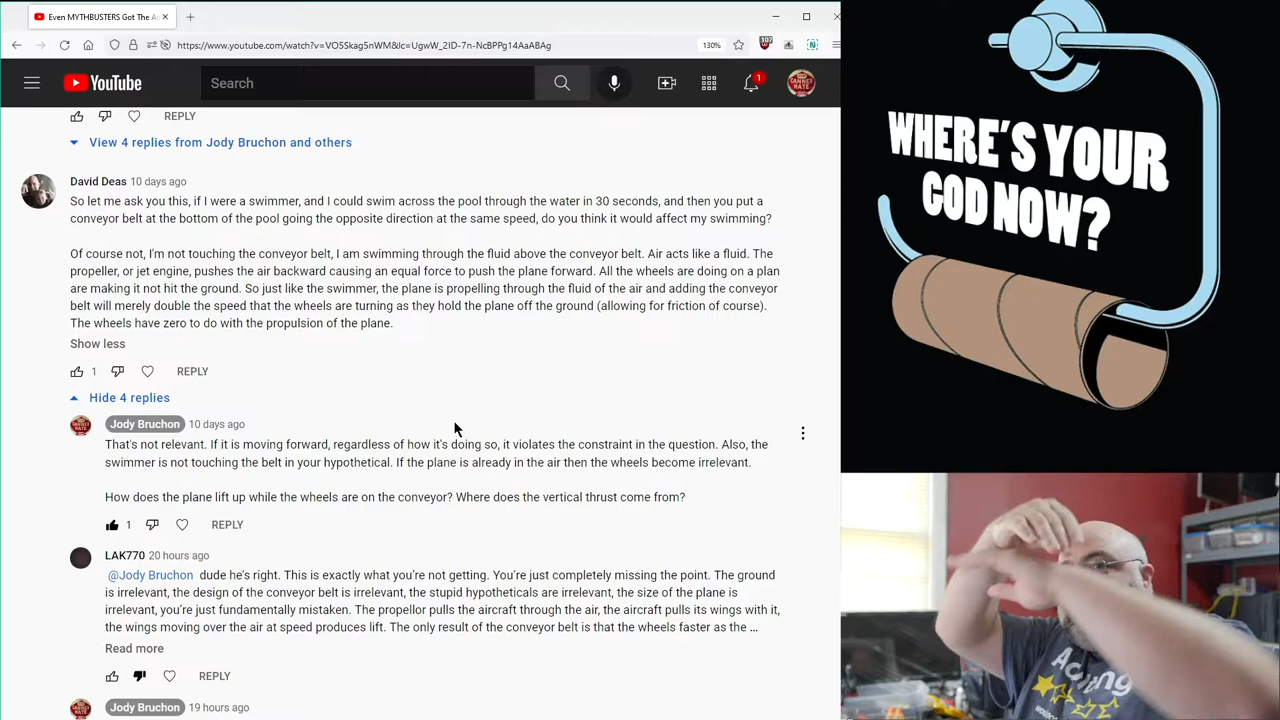 Even MYTHBUSTERS Got The A
https://www.youtube.com/watch?v=VO5Skag5nWM&lc=UgwW_2ID-7n-NcBPPg14AaABAg
130%
107
N
YouTube
Search
1
REPLY
View 4 replies from Jody Bruchon and others
David Deas 10 days ago
So let me ask you this, if I were a swimmer, and I could swim across the pool through the water in 30 seconds, and then you put a
conveyor belt at the bottom of the pool going the opposite direction at the same speed, do you think it would affect my swimming?
Of course not, I'm not touching the conveyor belt, I am swimming through the fluid above the conveyor belt. Air acts like a fluid. The
propeller, or jet engine, pushes the air backward causing an equal force to push the plane forward. All the wheels are doing on a plan
are making it not hit the ground. So just like the swimmer, the plane is propelling through the fluid of the air and adding the conveyor
belt will merely double the speed that the wheels are turning as they hold the plane off the ground (allowing for friction of course).
The wheels have zero to do with the propulsion of the plane.
Show less
1 REPLY
Hide 4 replies
Jody Bruchon 10 days ago
That's not relevant. If it is moving forward, regardless of how it's doing so, it violates the constraint in the question. Also, the
swimmer is not touching the belt in your hypothetical. If the plane is already in the air then the wheels become irrelevant.
How does the plane lift up while the wheels are on the conveyor? Where does the vertical thrust come from?
1 REPLY
LAK770 20 hours ago
@Jody Bruchon dude he's right. This is exactly what you're not getting. You're just completely missing the point. The ground
is irrelevant, the design of the conveyor belt is irrelevant, the stupid hypotheticals are irrelevant, the size of the plane is
irrelevant, you're just fundamentally mistaken. The propellor pulls the aircraft through the air, the aircraft pulls its wings with it,
the wings moving over the air at speed produces lift. The only result of the conveyor belt is that the wheels faster as the ...
Read more
REPLY
Jody Bruchon 19 hours ago
WHERE'S YOUR
GOD NOW?